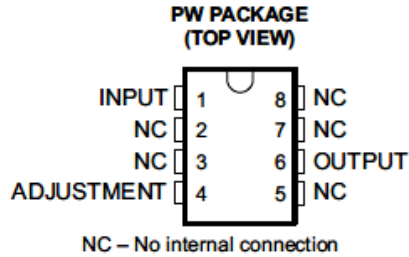 PW PACKAGE
(TOP VIEW)
INPUT 1 8 NC
NC 2 7 NC
NC 3 6 OUTPUT
ADJUSTMENT 4 5 NC
NC – No internal connection